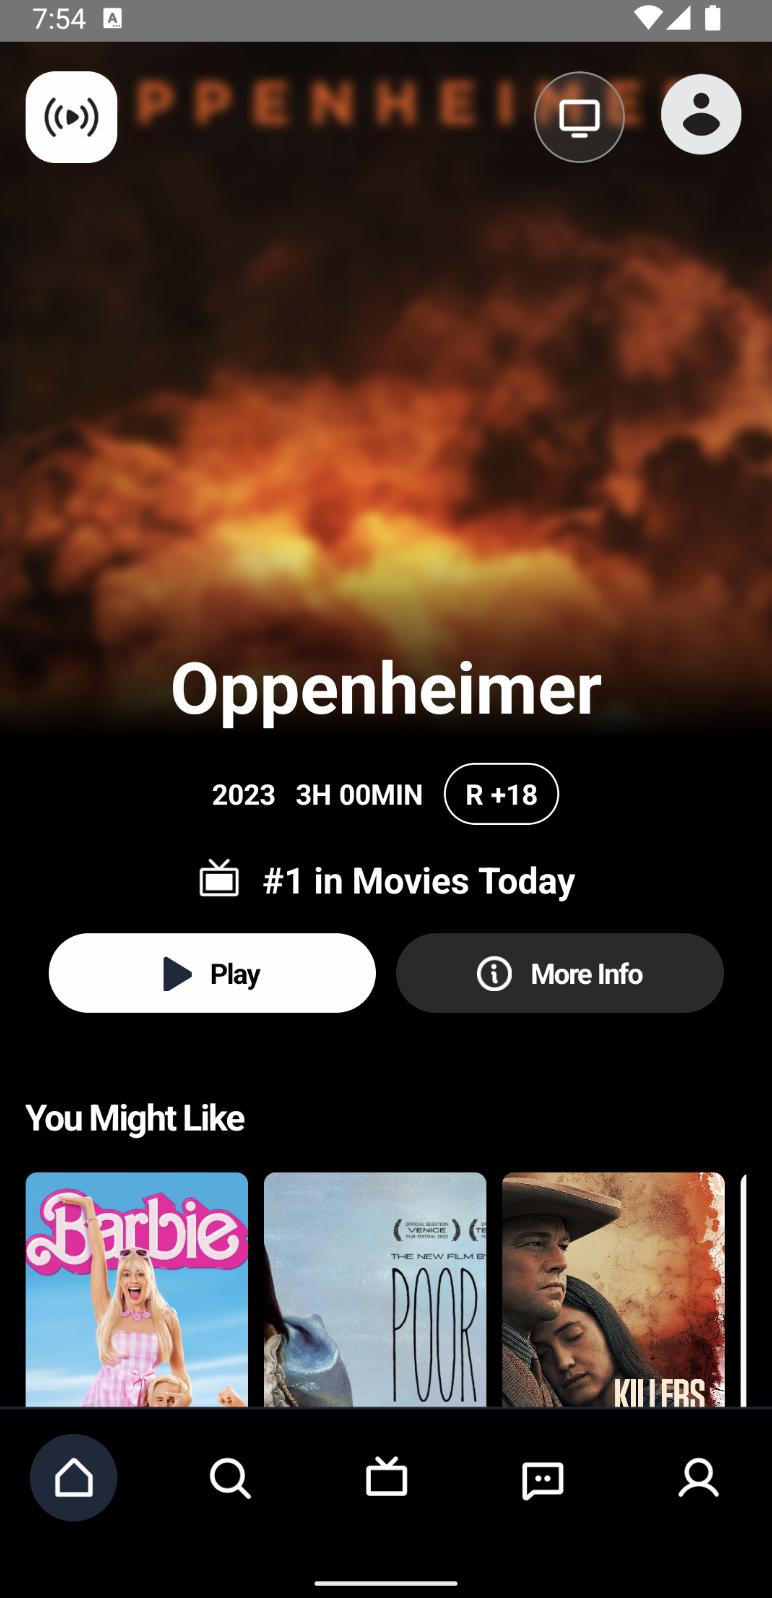 7:54
PPENHEIMER
Oppenheimer
2023 3H 00MIN R +18
#1 in Movies Today
Play
More Info
You Might Like
Barbie
OFFICIAL SELECTION
VENICE
FILM FESTIVAL 2023
THE NEW FILM B
POOR
KILLERS